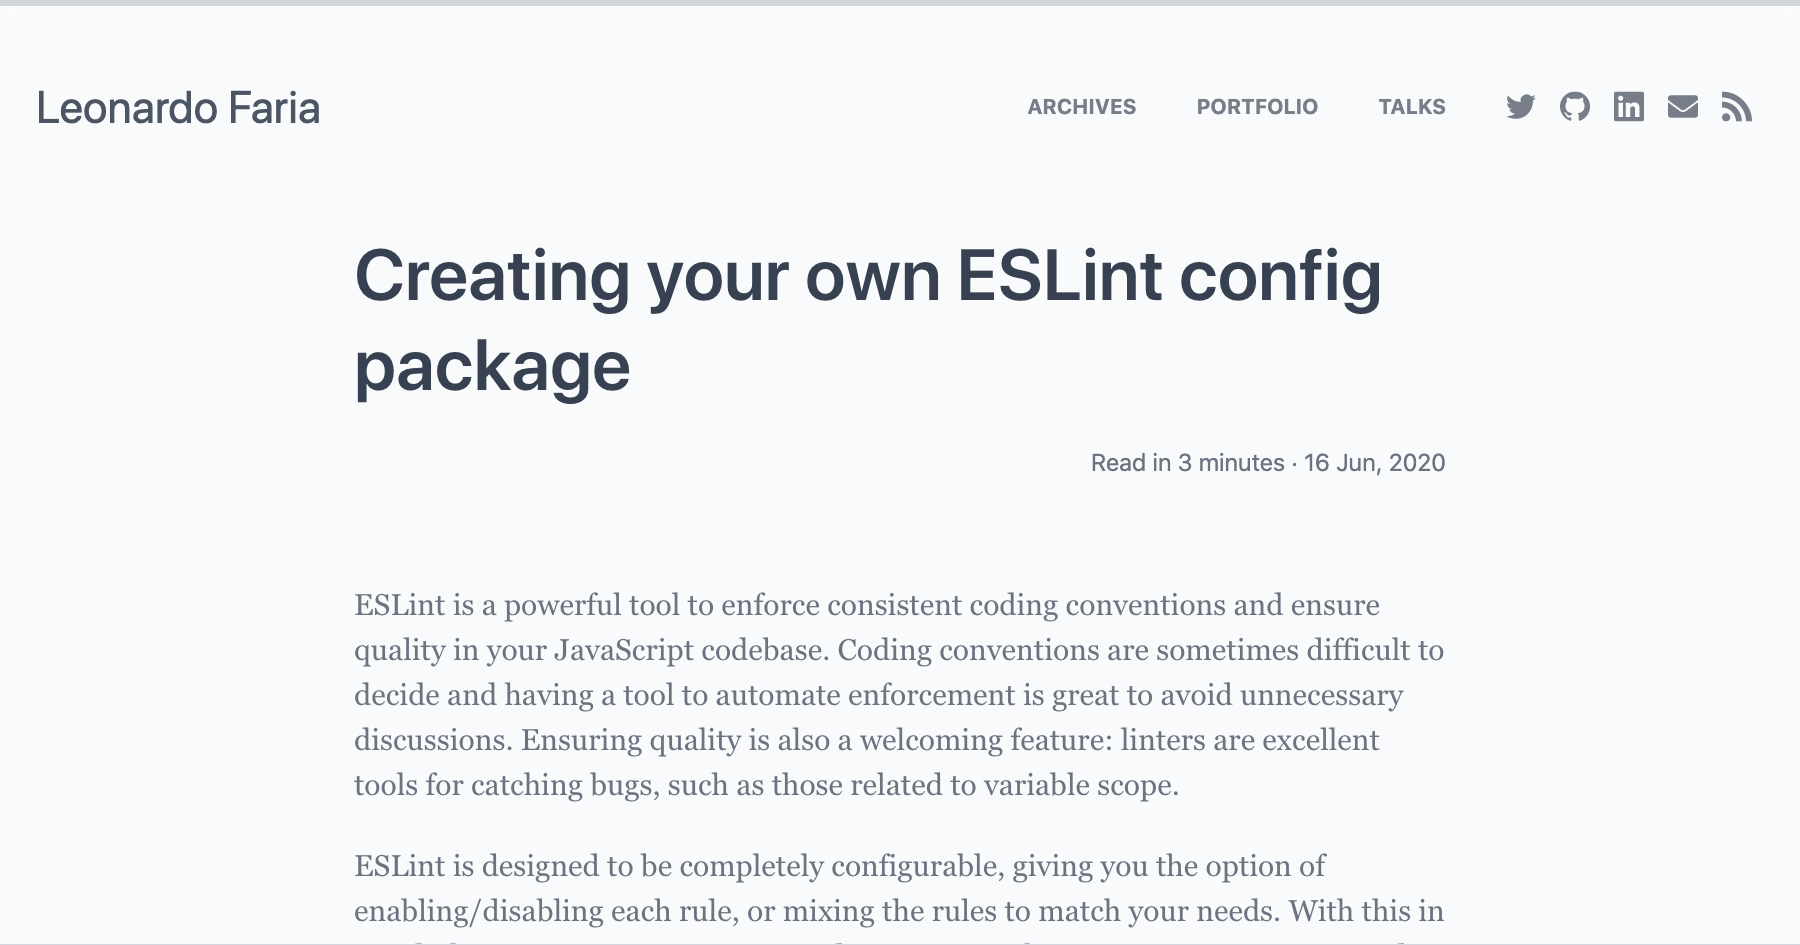 Leonardo Faria
ARCHIVES PORTFOLIO TALKS
Creating your own ESLint config
package
Read in 3 minutes · 16 Jun, 2020
ESLint is a powerful tool to enforce consistent coding conventions and ensure
quality in your JavaScript codebase. Coding conventions are sometimes difficult to
decide and having a tool to automate enforcement is great to avoid unnecessary
discussions. Ensuring quality is also a welcoming feature: linters are excellent
tools for catching bugs, such as those related to variable scope.
ESLint is designed to be completely configurable, giving you the option of
enabling/disabling each rule, or mixing the rules to match your needs. With this in